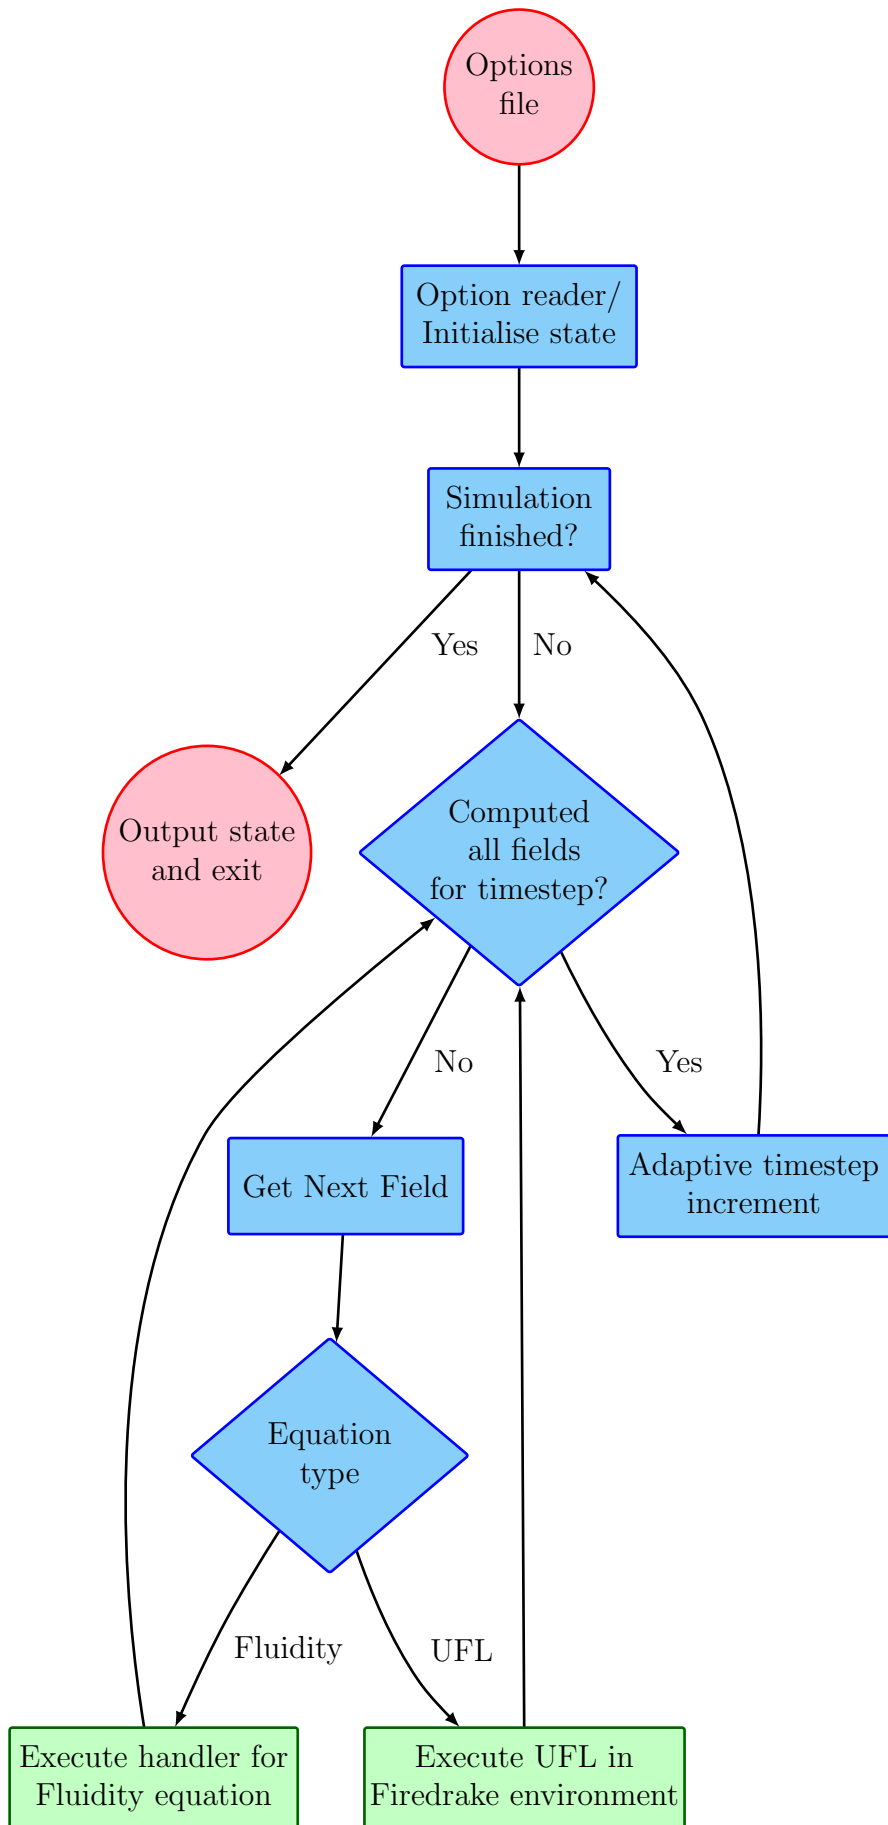 Options
file
Option reader/
Initialise state
Simulation
finished?
Yes
No
Output state
and exit
Computed
all fields
for timestep?
No
Yes
Get Next Field
Adaptive timestep
increment
Equation
type
Fluidity
UFL
Execute handler for
Fluidity equation
Execute UFL in
Firedrake environment